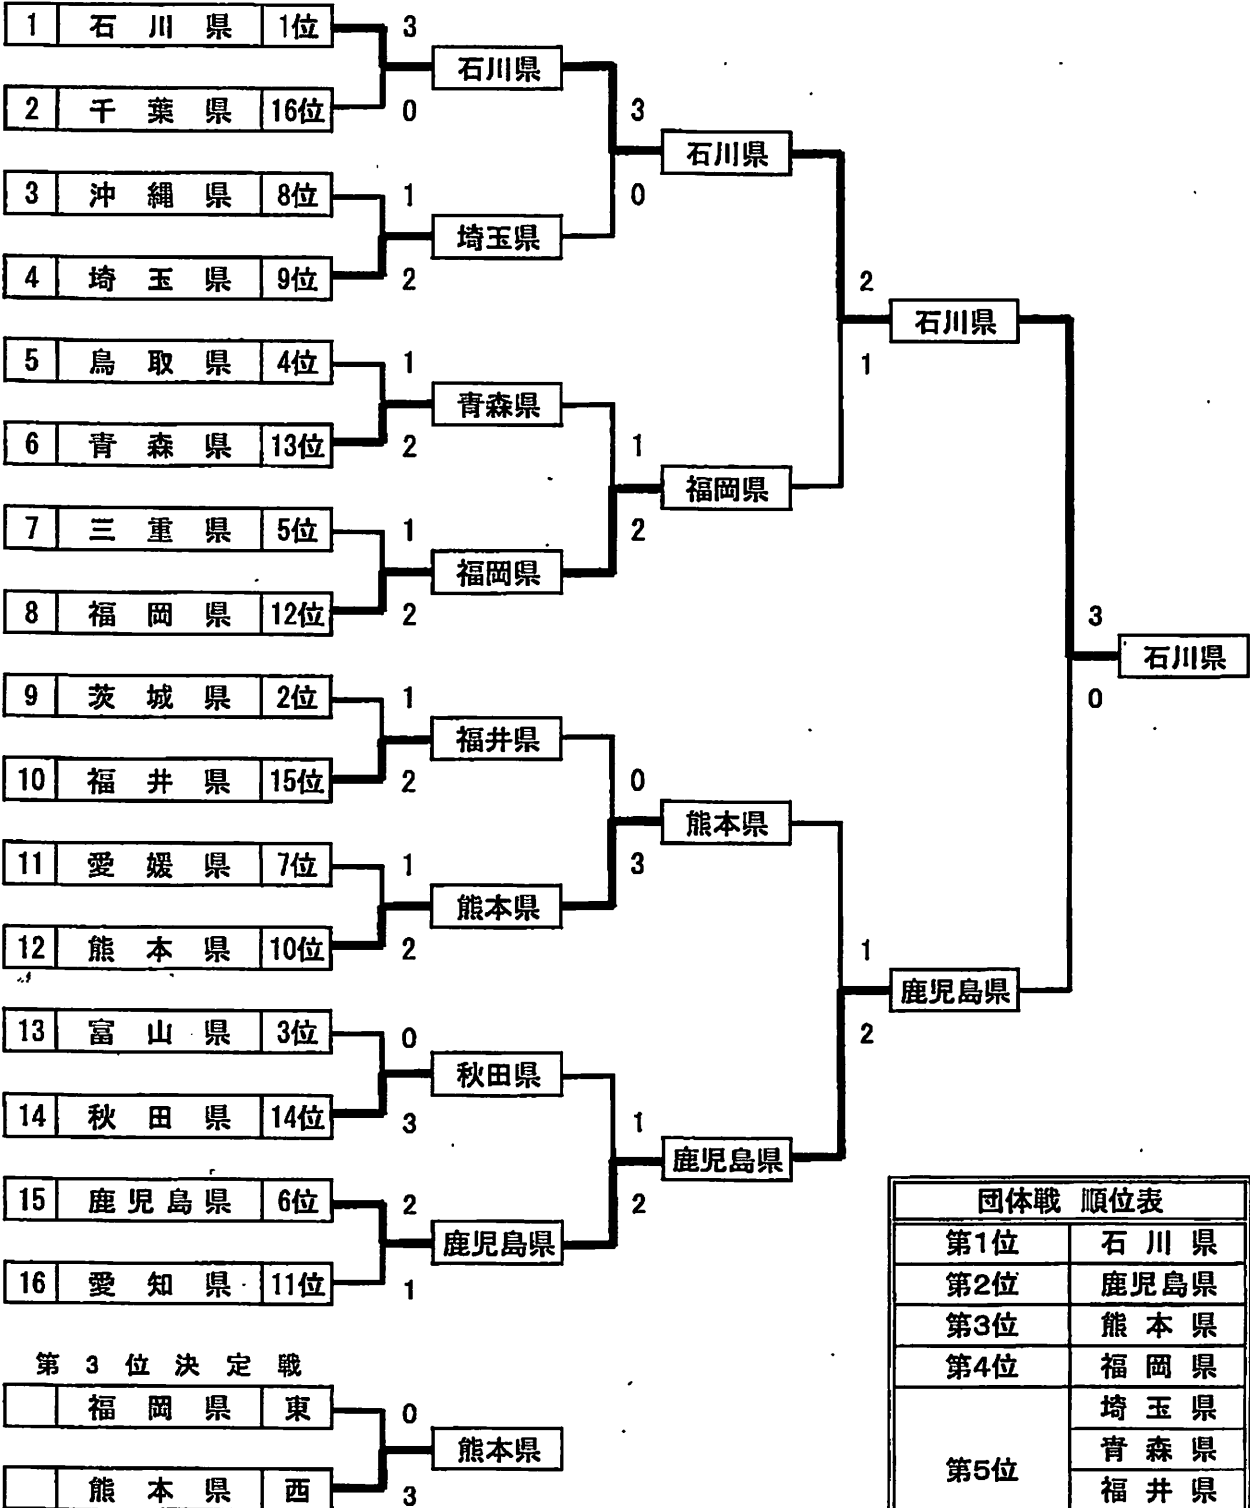 1 石川県 1位 3
石川県
2 千葉県 16位 0
3
石川県
3 沖縄県 8位 1
0
埼玉県
4 埼玉県 9位 2
2
石川県
5 鳥取県 4位 1
1
青森県
6 青森県 13位 2
1
福岡県
7 三重県 5位 1
2
福岡県
8 福岡県 12位 2
3
石川県
9 茨城県 2位 1
0
福井県
10 福井県 15位 2
0
熊本県
11 愛媛県 7位 1
3
熊本県
12 熊本県 10位 2
1
鹿児島県
13 富山県 3位 0
2
秋田県
14 秋田県 14位 3
1
鹿児島県
15 鹿児島県 6位 2
2
鹿児島県
16 愛知県 11位 1
第3位決定戦
福岡県 東 0
熊本県
熊本県 西 3
団体戦 順位表
第1位 石川県
第2位 鹿児島県
第3位 熊本県
第4位 福岡県
第5位 埼玉県
青森県
福井県